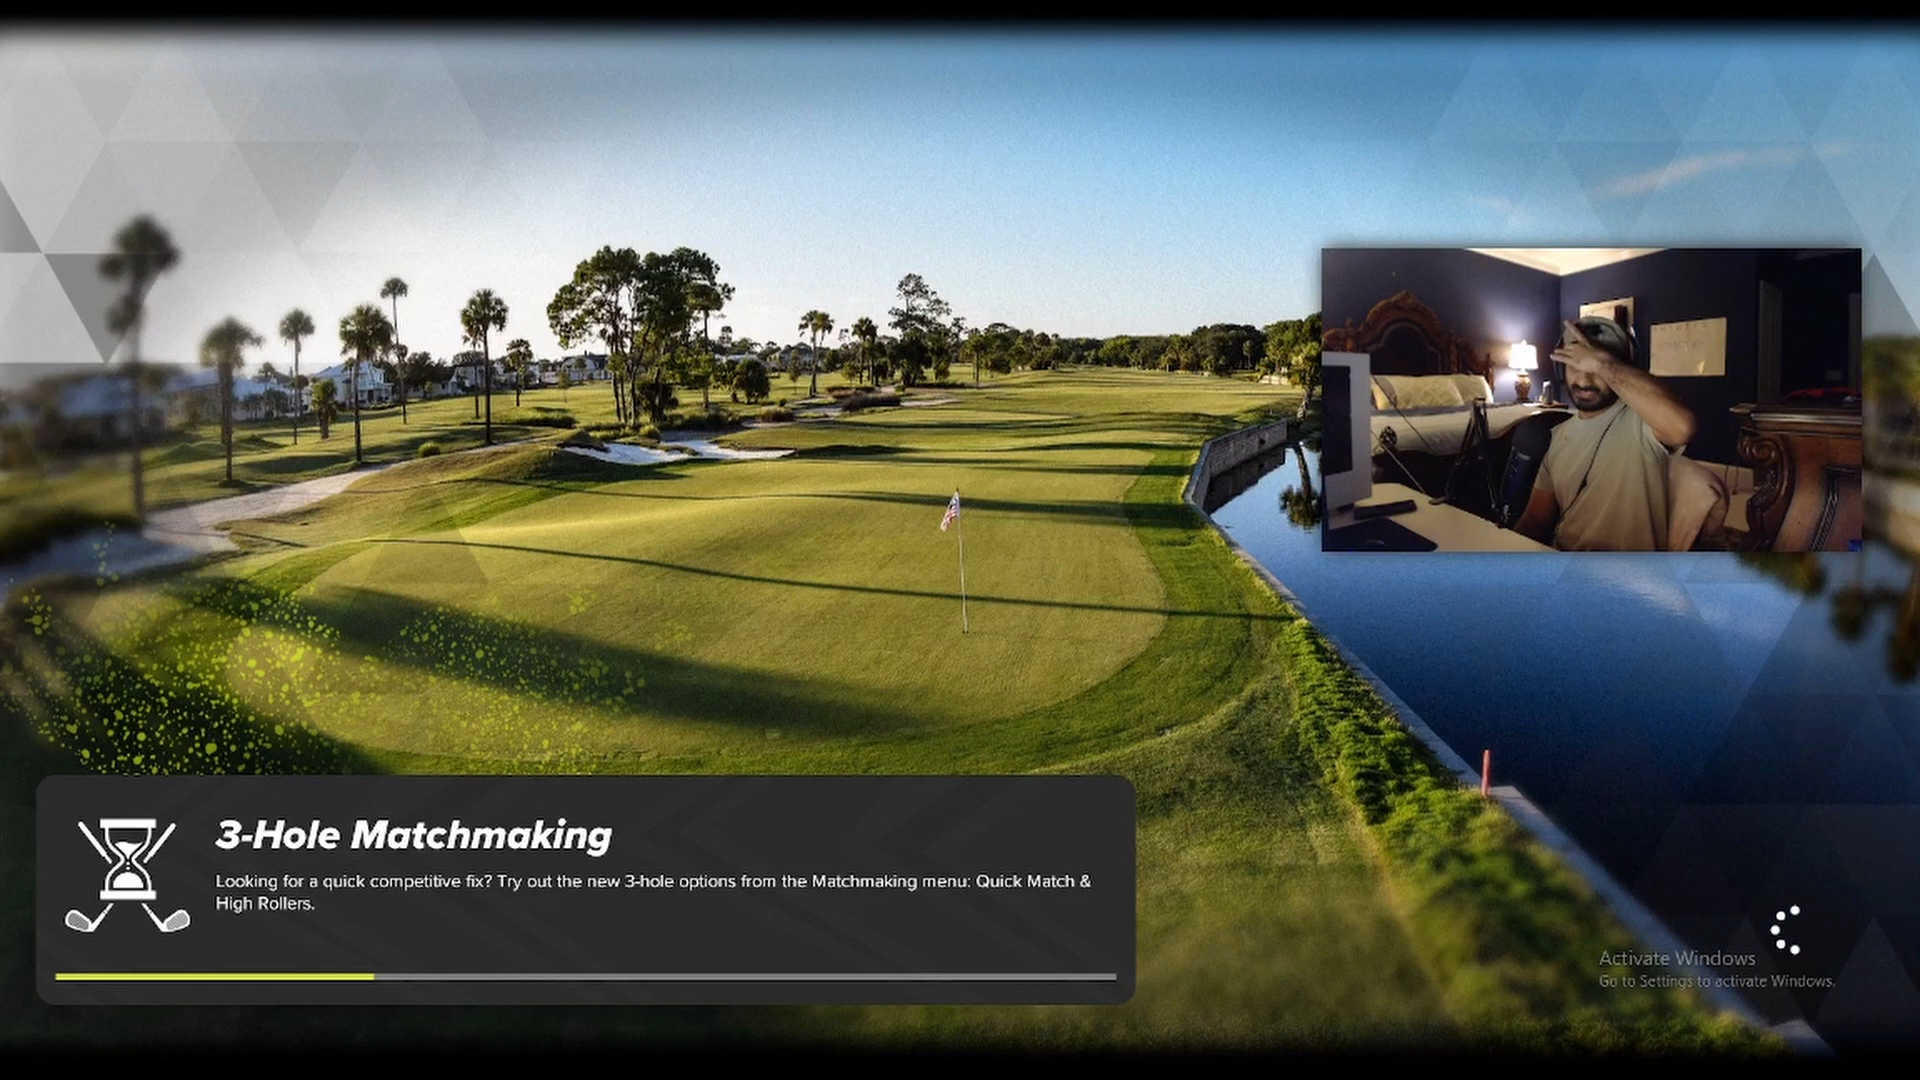 3-Hole Matchmaking
Looking for a quick competitive fix? Try out the new 3-hole options from the Matchmaking menu: Quick Match &
High Rollers.
Activate Windows
Go to Settings to activate Windows.